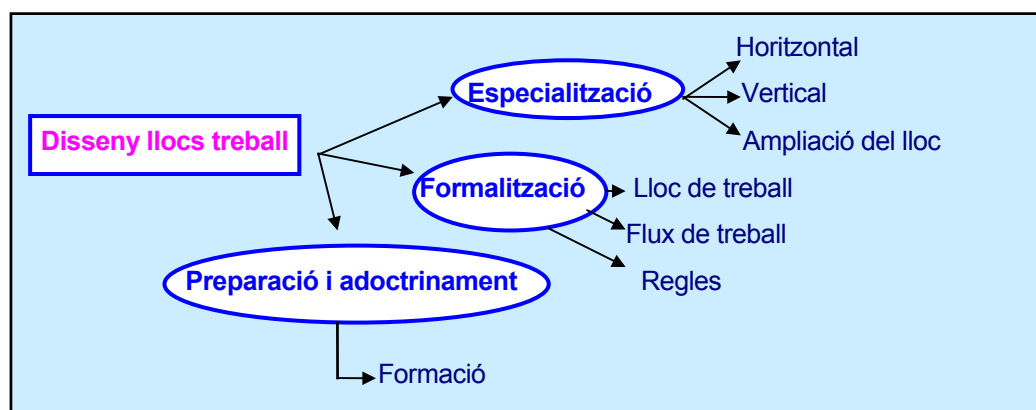 Disseny llocs treball
Especialització
Horitzontal
Vertical
Ampliació del lloc
Formalització
Lloc de treball
Flux de treball
Regles
Preparació i adoctrinament
Formació